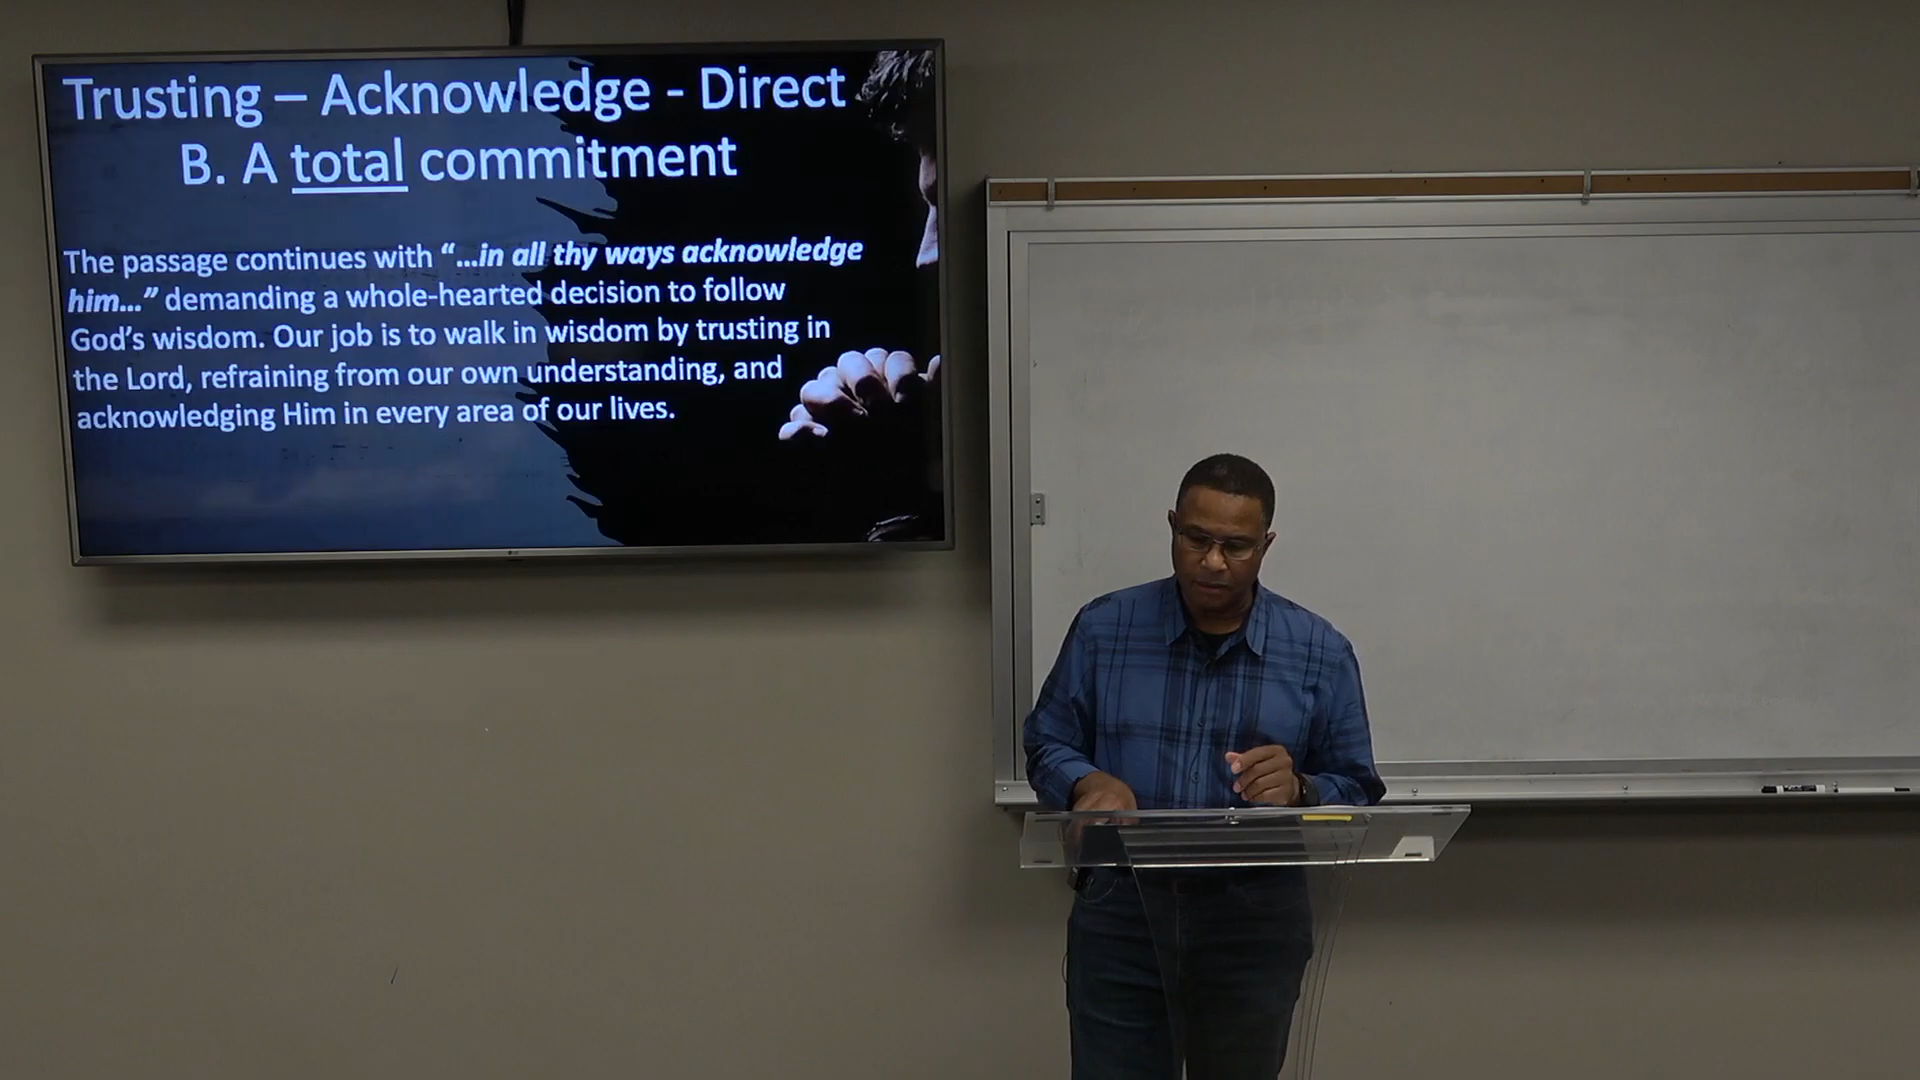 Trusting – Acknowledge - Direct
B. A total commitment
The passage continues with “...in all thy ways acknowledge
him...” demanding a whole-hearted decision to follow
God’s wisdom. Our job is to walk in wisdom by trusting in
the Lord, refraining from our own understanding, and
acknowledging Him in every area of our lives.
LG